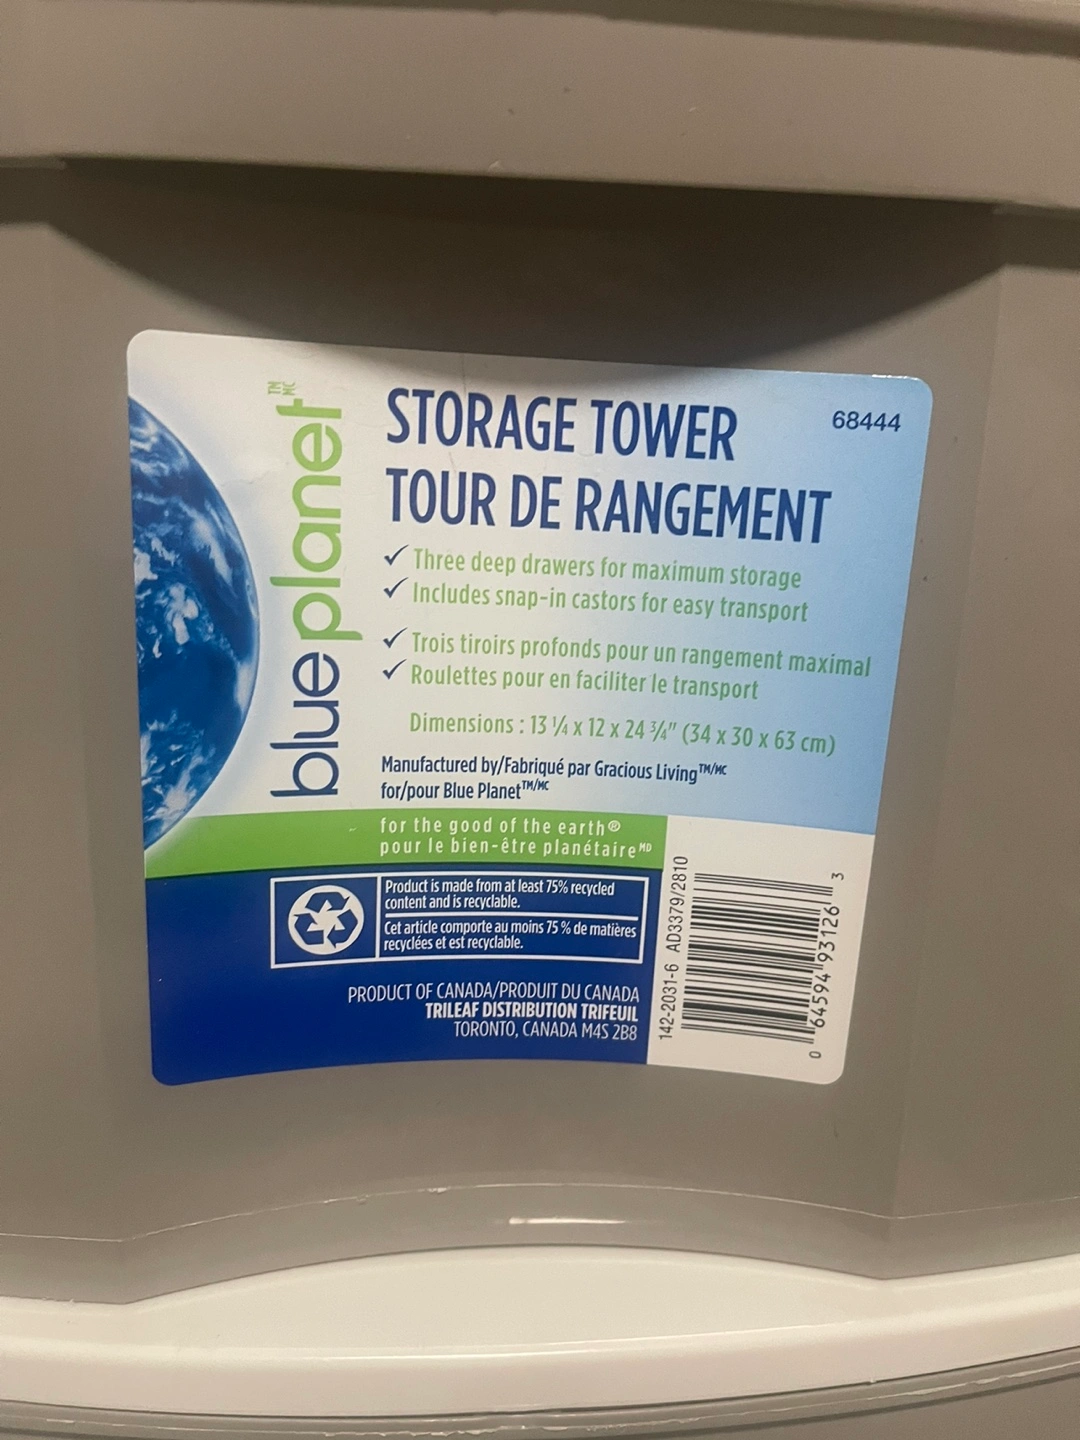 blue planet™ MC
STORAGE TOWER
68444
TOUR DE RANGEMENT
✓ Three deep drawers for maximum storage
✓ Includes snap-in castors for easy transport
✓ Trois tiroirs profonds pour un rangement maximal
✓ Roulettes pour en faciliter le transport
Dimensions : 13 ¼ x 12 x 24 ¾" (34 x 30 x 63 cm)
Manufactured by/Fabriqué par Gracious Living™/MC
for/pour Blue Planet™/MC
for the good of the earth®
pour le bien-être planétaire MD
Product is made from at least 75% recycled
content and is recyclable.
Cet article comporte au moins 75 % de matières
recyclées et est recyclable.
PRODUCT OF CANADA/PRODUIT DU CANADA
TRILEAF DISTRIBUTION TRIFEUIL
TORONTO, CANADA M4S 2B8
142-2031-6 AD3379/2810
0 64594 93126 3